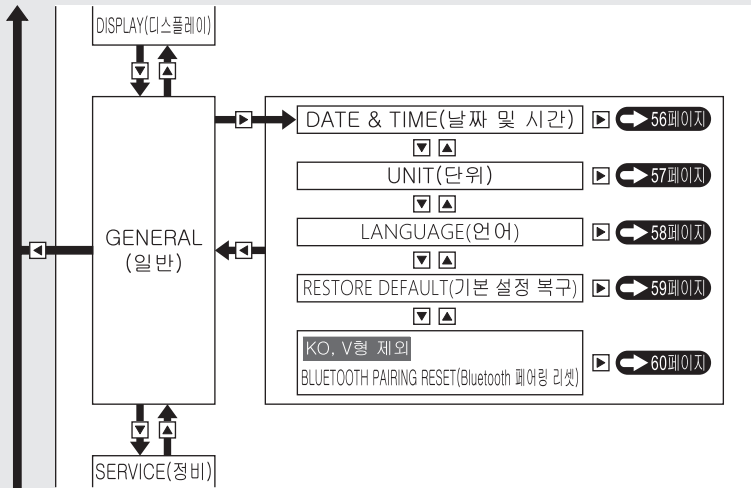 DISPLAY(디스플레이)
DATE & TIME(날짜 및 시간)
56페이지
UNIT(단위)
57페이지
GENERAL
(일반)
LANGUAGE(언어)
58페이지
RESTORE DEFAULT(기본 설정 복구)
59페이지
KO, V형 제외
BLUETOOTH PAIRING RESET(Bluetooth 페어링 리셋)
60페이지
SERVICE(정비)